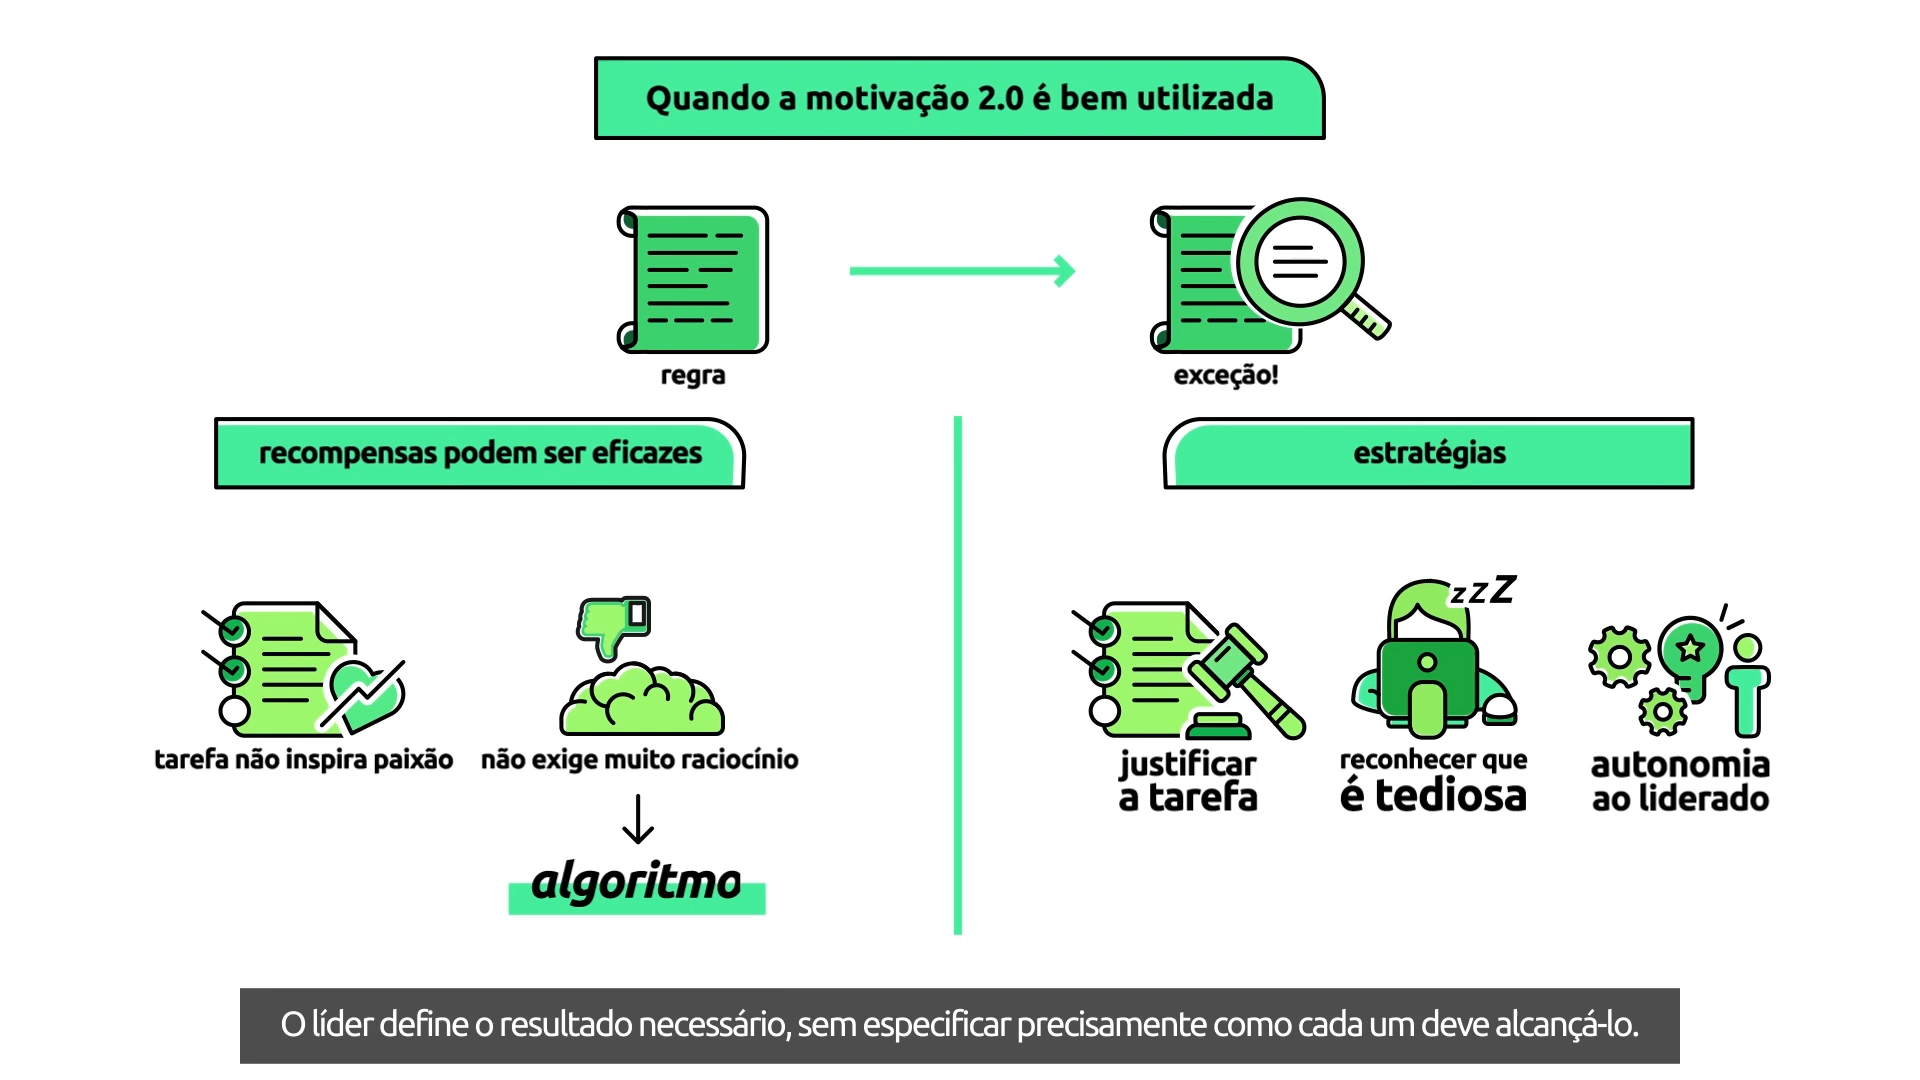 Quando a motivação 2.0 é bem utilizada
regra
exceção!
recompensas podem ser eficazes
estratégias
tarefa não inspira paixão
não exige muito raciocínio
algoritmo
zzZ
justificar
a tarefa
reconhecer que
é tediosa
autonomia
ao liderado
O líder define o resultado necessário, sem especificar precisamente como cada um deve alcançá-lo.